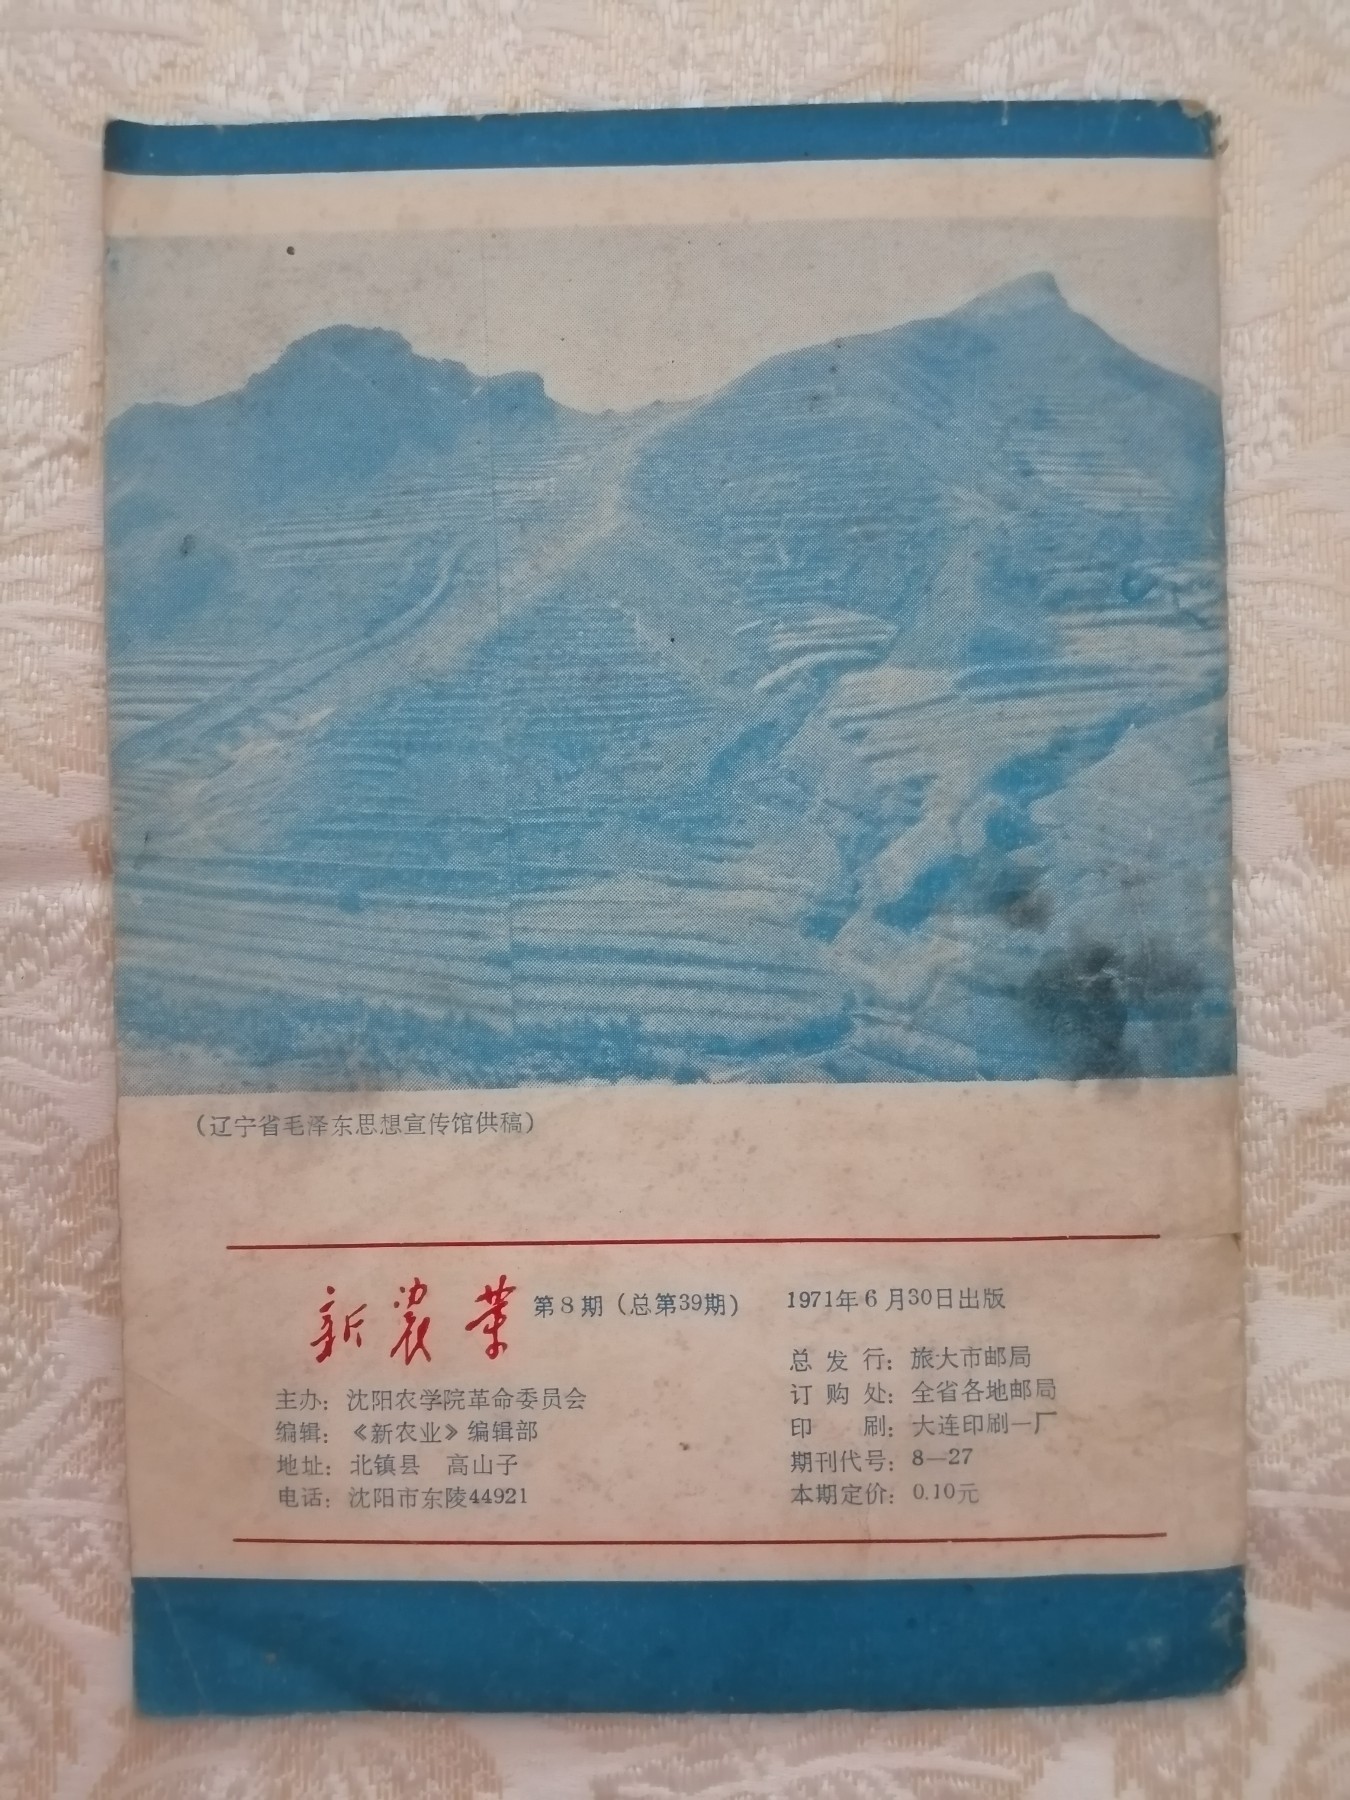 （辽宁省毛泽东思想宣传馆供稿）
新农业 第8期（总第39期） 1971年6月30日出版
主办：沈阳农学院革命委员会
编辑：《新农业》编辑部
地址：北镇县 高山子
电话：沈阳市东陵44921
总发行：旅大市邮局
订购处：全省各地邮局
印刷：大连印刷一厂
期刊代号：8—27
本期定价：0.10元